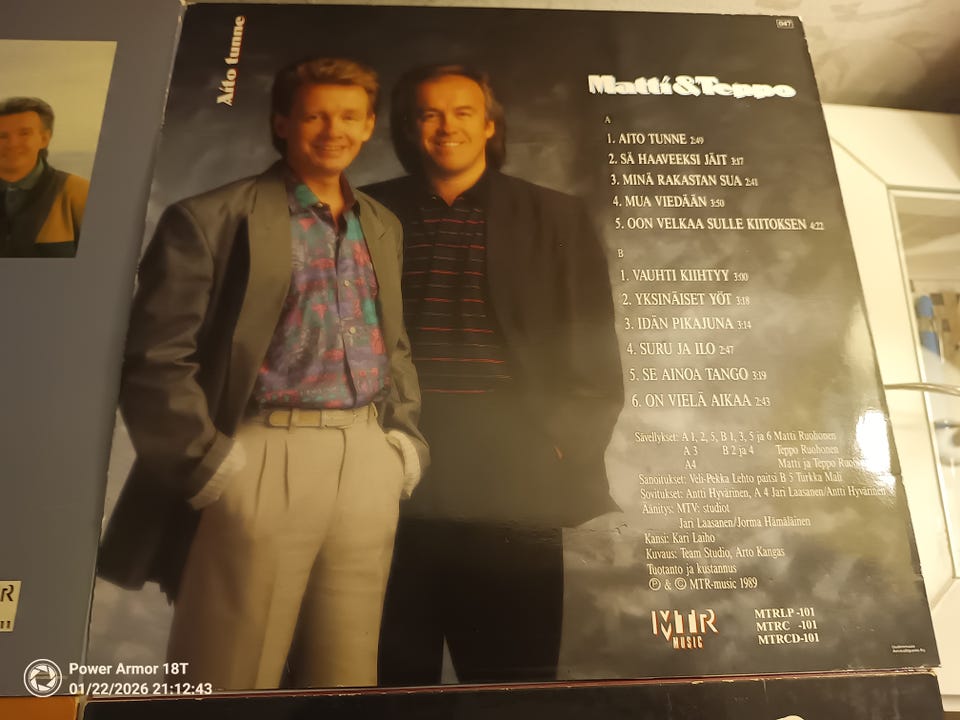 Aito tunne
047
Matti&Teppo
A
1. AITO TUNNE 2:49
2. SÄ HAAVEEKSI JÄIT 3:17
3. MINÄ RAKASTAN SUA 2:41
4. MUA VIEDÄÄN 3:50
5. OON VELKAA SULLE KIITOKSEN 4:22
B
1. VAUHTI KIIHTYY 3:00
2. YKSINÄISET YÖT 3:18
3. IDÄN PIKAJUNA 3:14
4. SURU JA ILO 2:47
5. SE AINOA TANGO 3:19
6. ON VIELÄ AIKAA 2:43
Sävellykset: A 1, 2, 5, B 1, 3, 5 ja 6 Matti Ruohonen
A 3 B 2 ja 4 Teppo Ruohonen
A4 Matti ja Teppo
Sanoitukset: Veli-Pekka Lehto paitsi B 5 Turkka Mali
Sovitukset: Antti Hyvärinen, A 4 Jari Laasanen/Antti Hyvärinen
Äänitys: MTV: studiot
Jari Laasanen/Jorma Hämäläinen
Kansi: Kari Laiho
Kuvaus: Team Studio, Arto Kangas
Tuotanto ja kustannus
Ⓟ & © MTR-music 1989
MTR MUSIC
MTRLP -101
MTRC -101
MTRCD-101
R
11
Power Armor 18T
01/22/2026 21:12:43